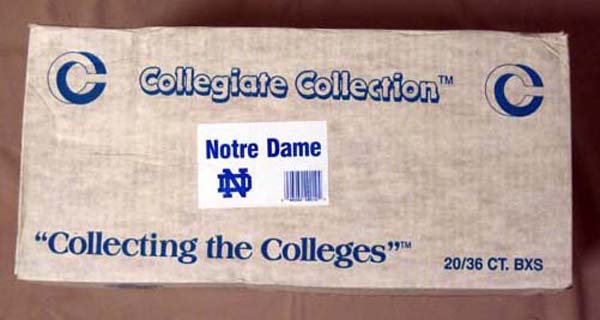 Collegiate Collection™
Notre Dame
ND
“Collecting the Colleges”™
20/36 CT. BXS